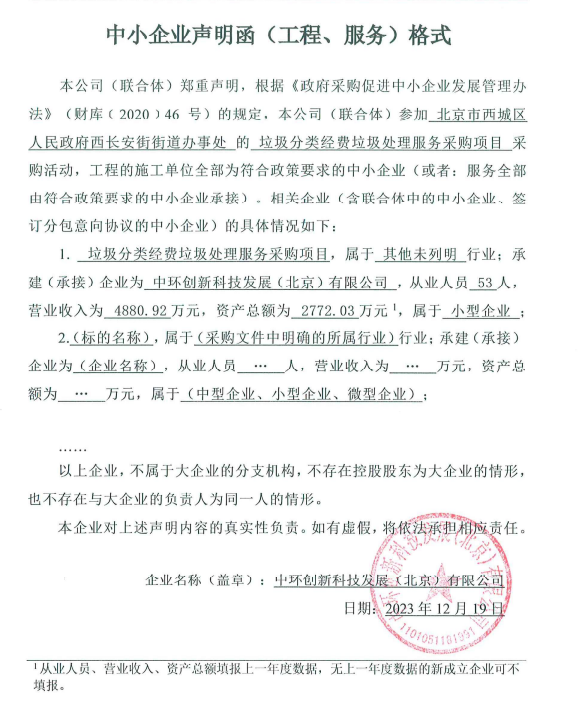 中小企业声明函（工程、服务）格式
本公司（联合体）郑重声明，根据《政府采购促进中小企业发展管理办
法》（财库﹝2020﹞46 号）的规定，本公司（联合体）参加 北京市西城区
人民政府西长安街街道办事处 的 垃圾分类经费垃圾处理服务采购项目 采
购活动，工程的施工单位全部为符合政策要求的中小企业（或者：服务全部
由符合政策要求的中小企业承接）。相关企业（含联合体中的中小企业、签
订分包意向协议的中小企业）的具体情况如下：
1. 垃圾分类经费垃圾处理服务采购项目，属于 其他未列明 行业；承
建（承接）企业为 中环创新科技发展（北京）有限公司 ，从业人员 53 人，
营业收入为 4880.92 万元，资产总额为 2772.03 万元¹，属于 小型企业 ；
2.（标的名称），属于（采购文件中明确的所属行业）行业；承建（承接）
企业为（企业名称），从业人员 … 人，营业收入为 … 万元，资产总
额为 … 万元，属于（中型企业、小型企业、微型企业）；
……
以上企业，不属于大企业的分支机构，不存在控股股东为大企业的情形，
也不存在与大企业的负责人为同一人的情形。
本企业对上述声明内容的真实性负责。如有虚假，将依法承担相应责任。
企业名称（盖章）：中环创新科技发展（北京）有限公司
日期：2023 年 12 月 19 日
¹从业人员、营业收入、资产总额填报上一年度数据，无上一年度数据的新成立企业可不
填报。